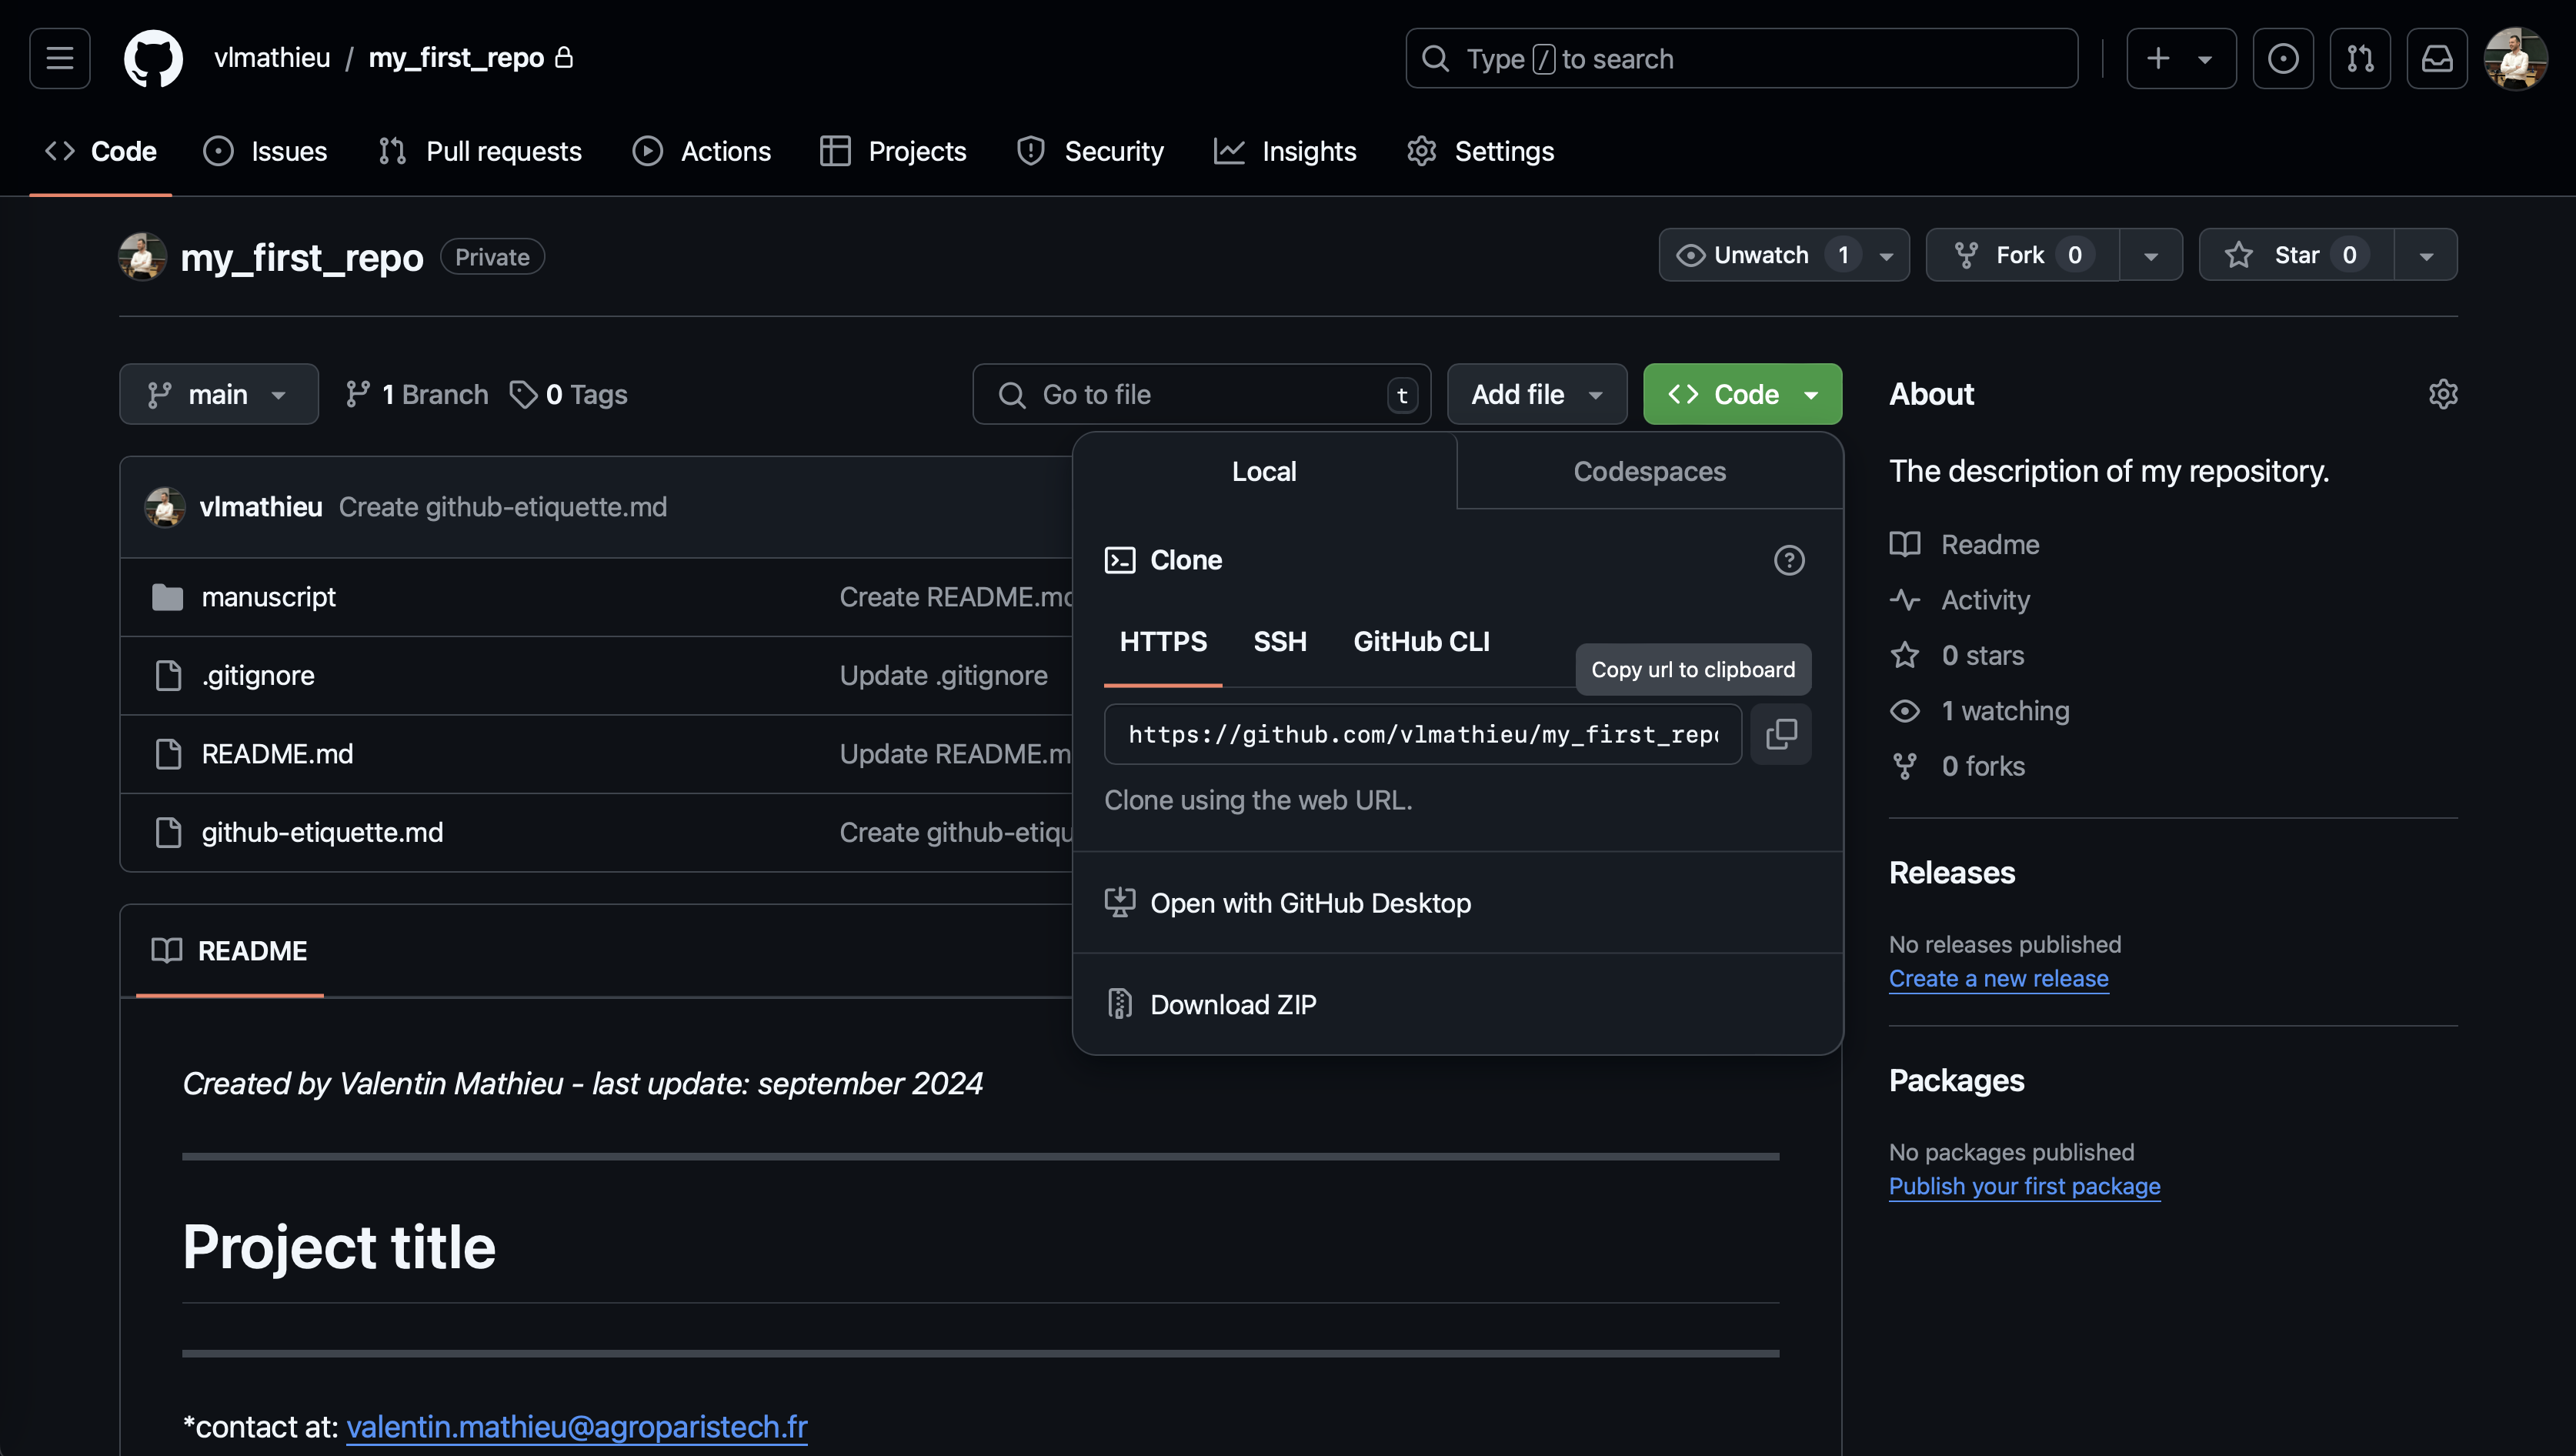 vlmathieu / my_first_repo
Type / to search
Code Issues Pull requests Actions Projects Security Insights Settings
my_first_repo Private
Unwatch 1 Fork 0 Star 0
main 1 Branch 0 Tags
Go to file t Add file Code
Local Codespaces
Clone
HTTPS SSH GitHub CLI
Copy url to clipboard
https://github.com/vlmathieu/my_first_repo
Clone using the web URL.
Open with GitHub Desktop
Download ZIP
vlmathieu Create github-etiquette.md
manuscript Create README.md
.gitignore Update .gitignore
README.md Update README.m
github-etiquette.md Create github-etiqu
README
Created by Valentin Mathieu - last update: september 2024
Project title
*contact at: valentin.mathieu@agroparistech.fr
About
The description of my repository.
Readme
Activity
0 stars
1 watching
0 forks
Releases
No releases published
Create a new release
Packages
No packages published
Publish your first package